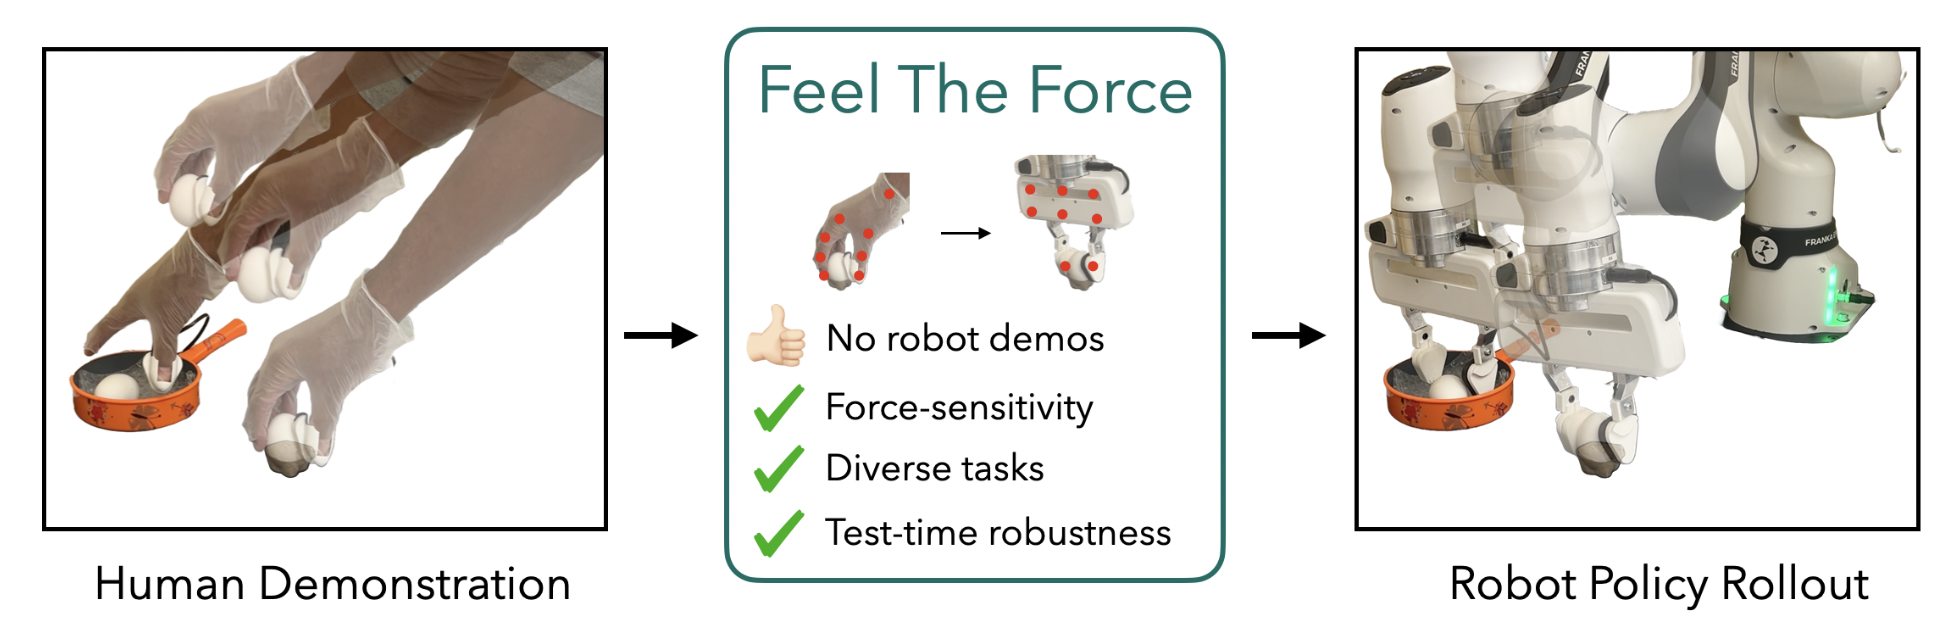 Feel The Force
No robot demos
Force-sensitivity
Diverse tasks
Test-time robustness
Human Demonstration
Robot Policy Rollout
FRANKA